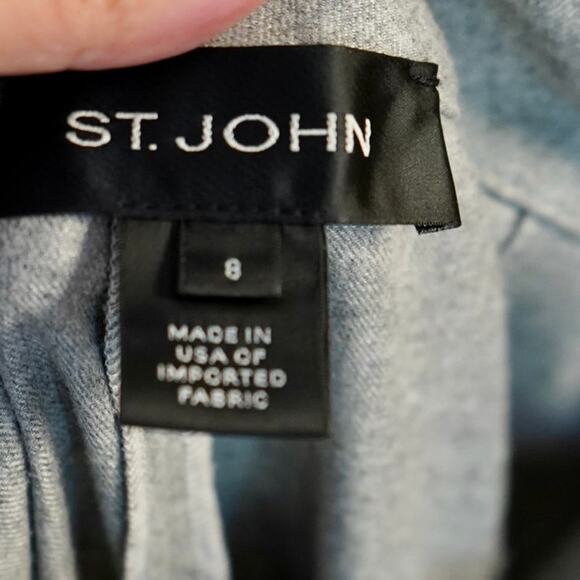 ST. JOHN
8
MADE IN
USA OF
IMPORTED
FABRIC